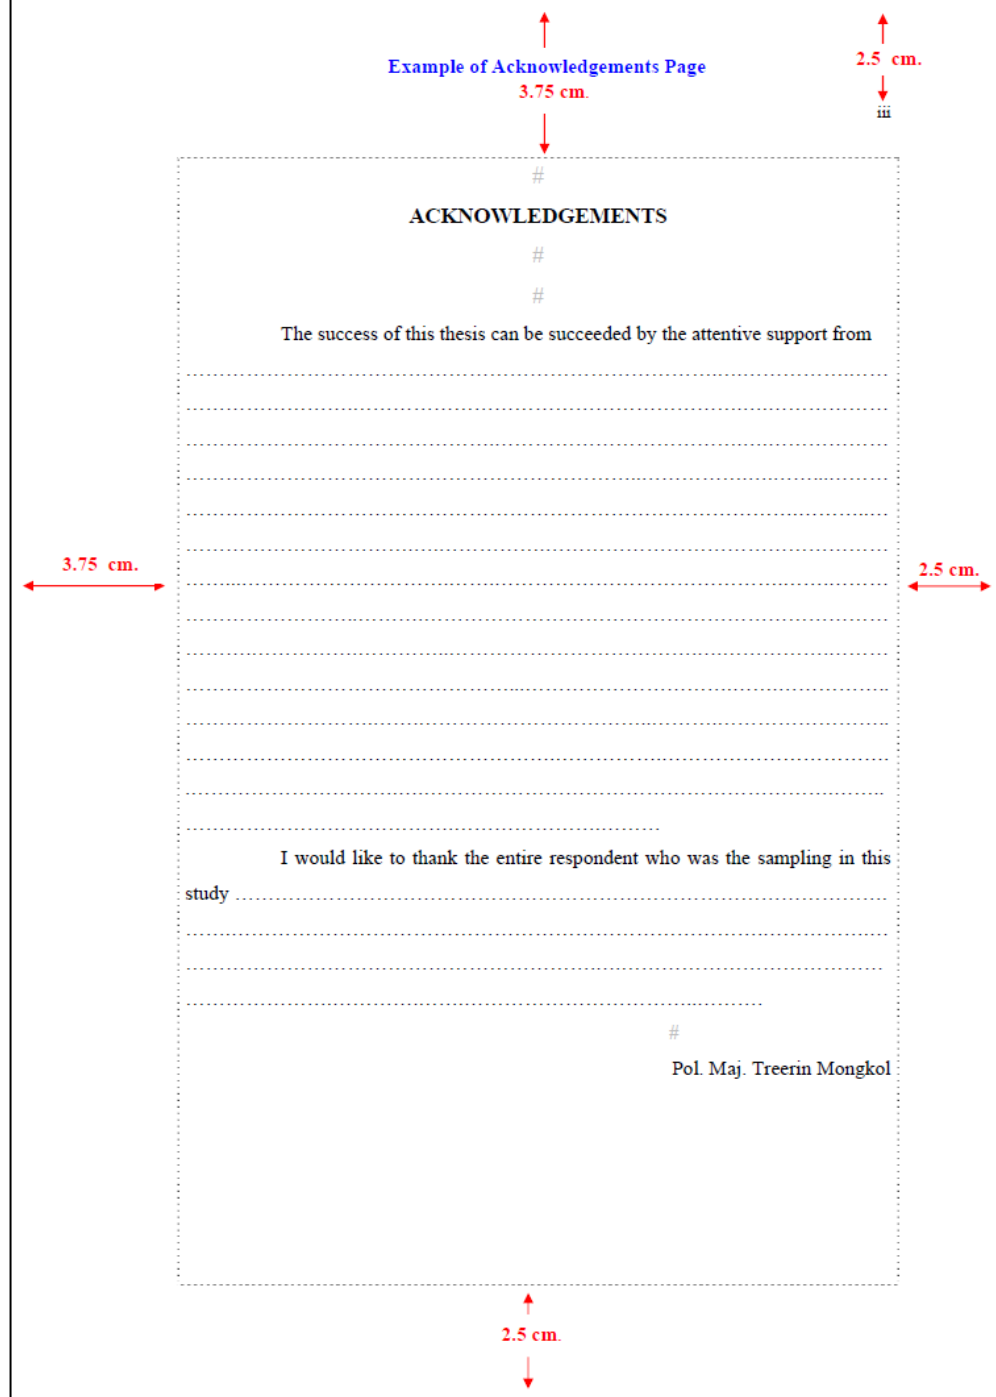 Example of Acknowledgements Page
2.5 cm.
3.75 cm.
iii
#
ACKNOWLEDGEMENTS
#
#
The success of this thesis can be succeeded by the attentive support from
……………………………………………………………………………………………
……………………………………………………………………………………………
……………………………………………………………………………………………
……………………………………………………………………………………………
……………………………………………………………………………………………
……………………………………………………………………………………………
3.75 cm.
2.5 cm.
……………………………………………………………………………………………
……………………………………………………………………………………………
……………………………………………………………………………………………
……………………………………………………………………………………………
……………………………………………………………………………………………
……………………………………………………………………………………………
……………………………………………………………………………………………
………………………………………………………………
I would like to thank the entire respondent who was the sampling in this
study ……………………………………………………………………………………
……………………………………………………………………………………………
……………………………………………………………………………………………
……………………………………………………………………………
#
Pol. Maj. Treerin Mongkol
2.5 cm.